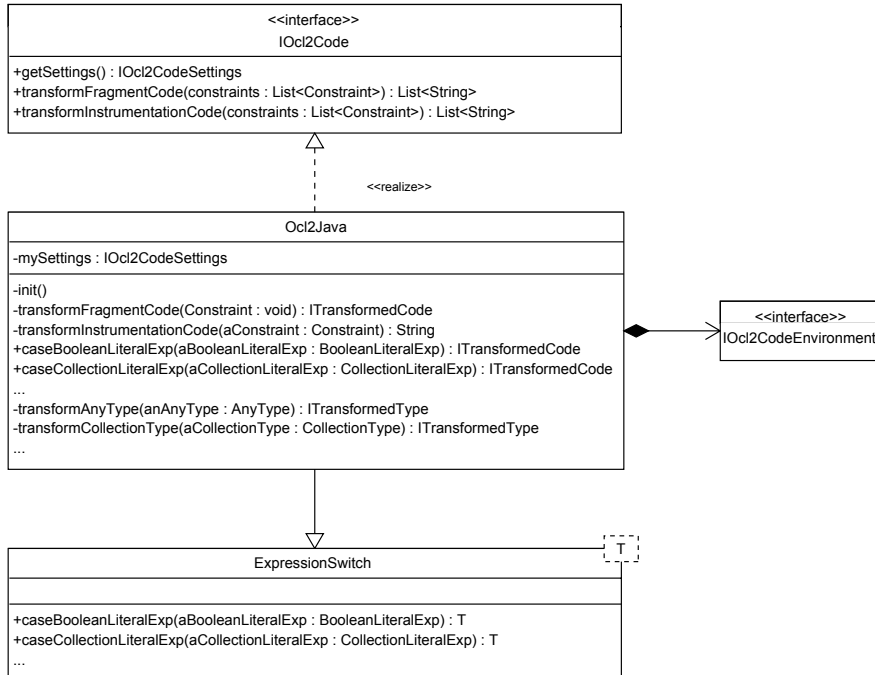 <<interface>>
IOcl2Code
+getSettings() : IOcl2CodeSettings
+transformFragmentCode(constraints : List<Constraint>) : List<String>
+transformInstrumentationCode(constraints : List<Constraint>) : List<String>
<<realize>>
Ocl2Java
-mySettings : IOcl2CodeSettings
-init()
-transformFragmentCode(Constraint : void) : ITransformedCode
-transformInstrumentationCode(aConstraint : Constraint) : String
+caseBooleanLiteralExp(aBooleanLiteralExp : BooleanLiteralExp) : ITransformedCode
+caseCollectionLiteralExp(aCollectionLiteralExp : CollectionLiteralExp) : ITransformedCode
...
-transformAnyType(anAnyType : AnyType) : ITransformedType
-transformCollectionType(aCollectionType : CollectionType) : ITransformedType
...
<<interface>>
IOcl2CodeEnvironment
T
ExpressionSwitch
+caseBooleanLiteralExp(aBooleanLiteralExp : BooleanLiteralExp) : T
+caseCollectionLiteralExp(aCollectionLiteralExp : CollectionLiteralExp) : T
...